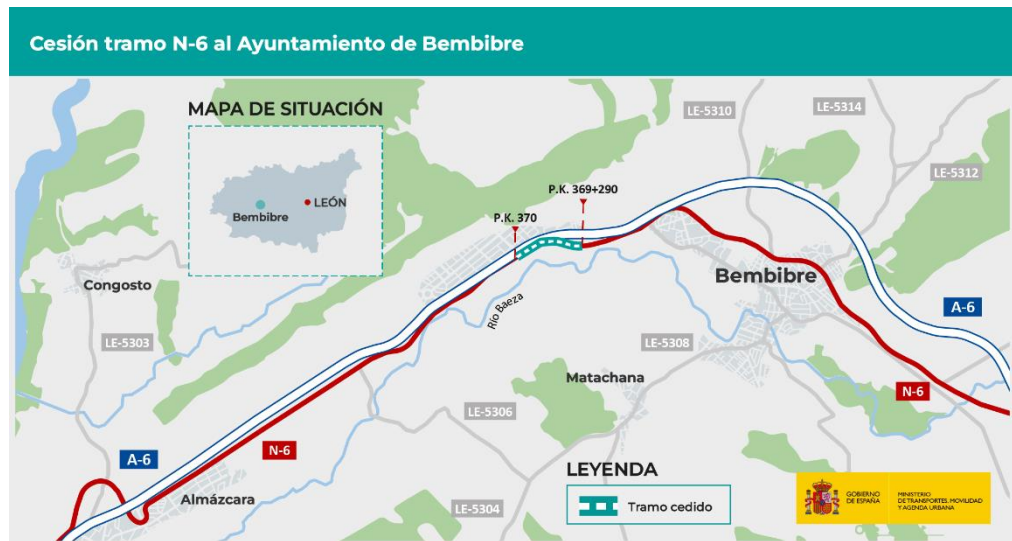 Cesión tramo N-6 al Ayuntamiento de Bembibre
MAPA DE SITUACIÓN
Bembibre
LEÓN
LE-5310
LE-5314
LE-5312
P.K. 369+290
P.K. 370
Congosto
Bembibre
Río Baeza
A-6
LE-5303
LE-5308
Matachana
N-6
LE-5306
N-6
A-6
LEYENDA
Almázcara
Tramo cedido
LE-5304
GOBIERNO
DE ESPAÑA
MINISTERIO
DE TRANSPORTES, MOVILIDAD
Y AGENDA URBANA